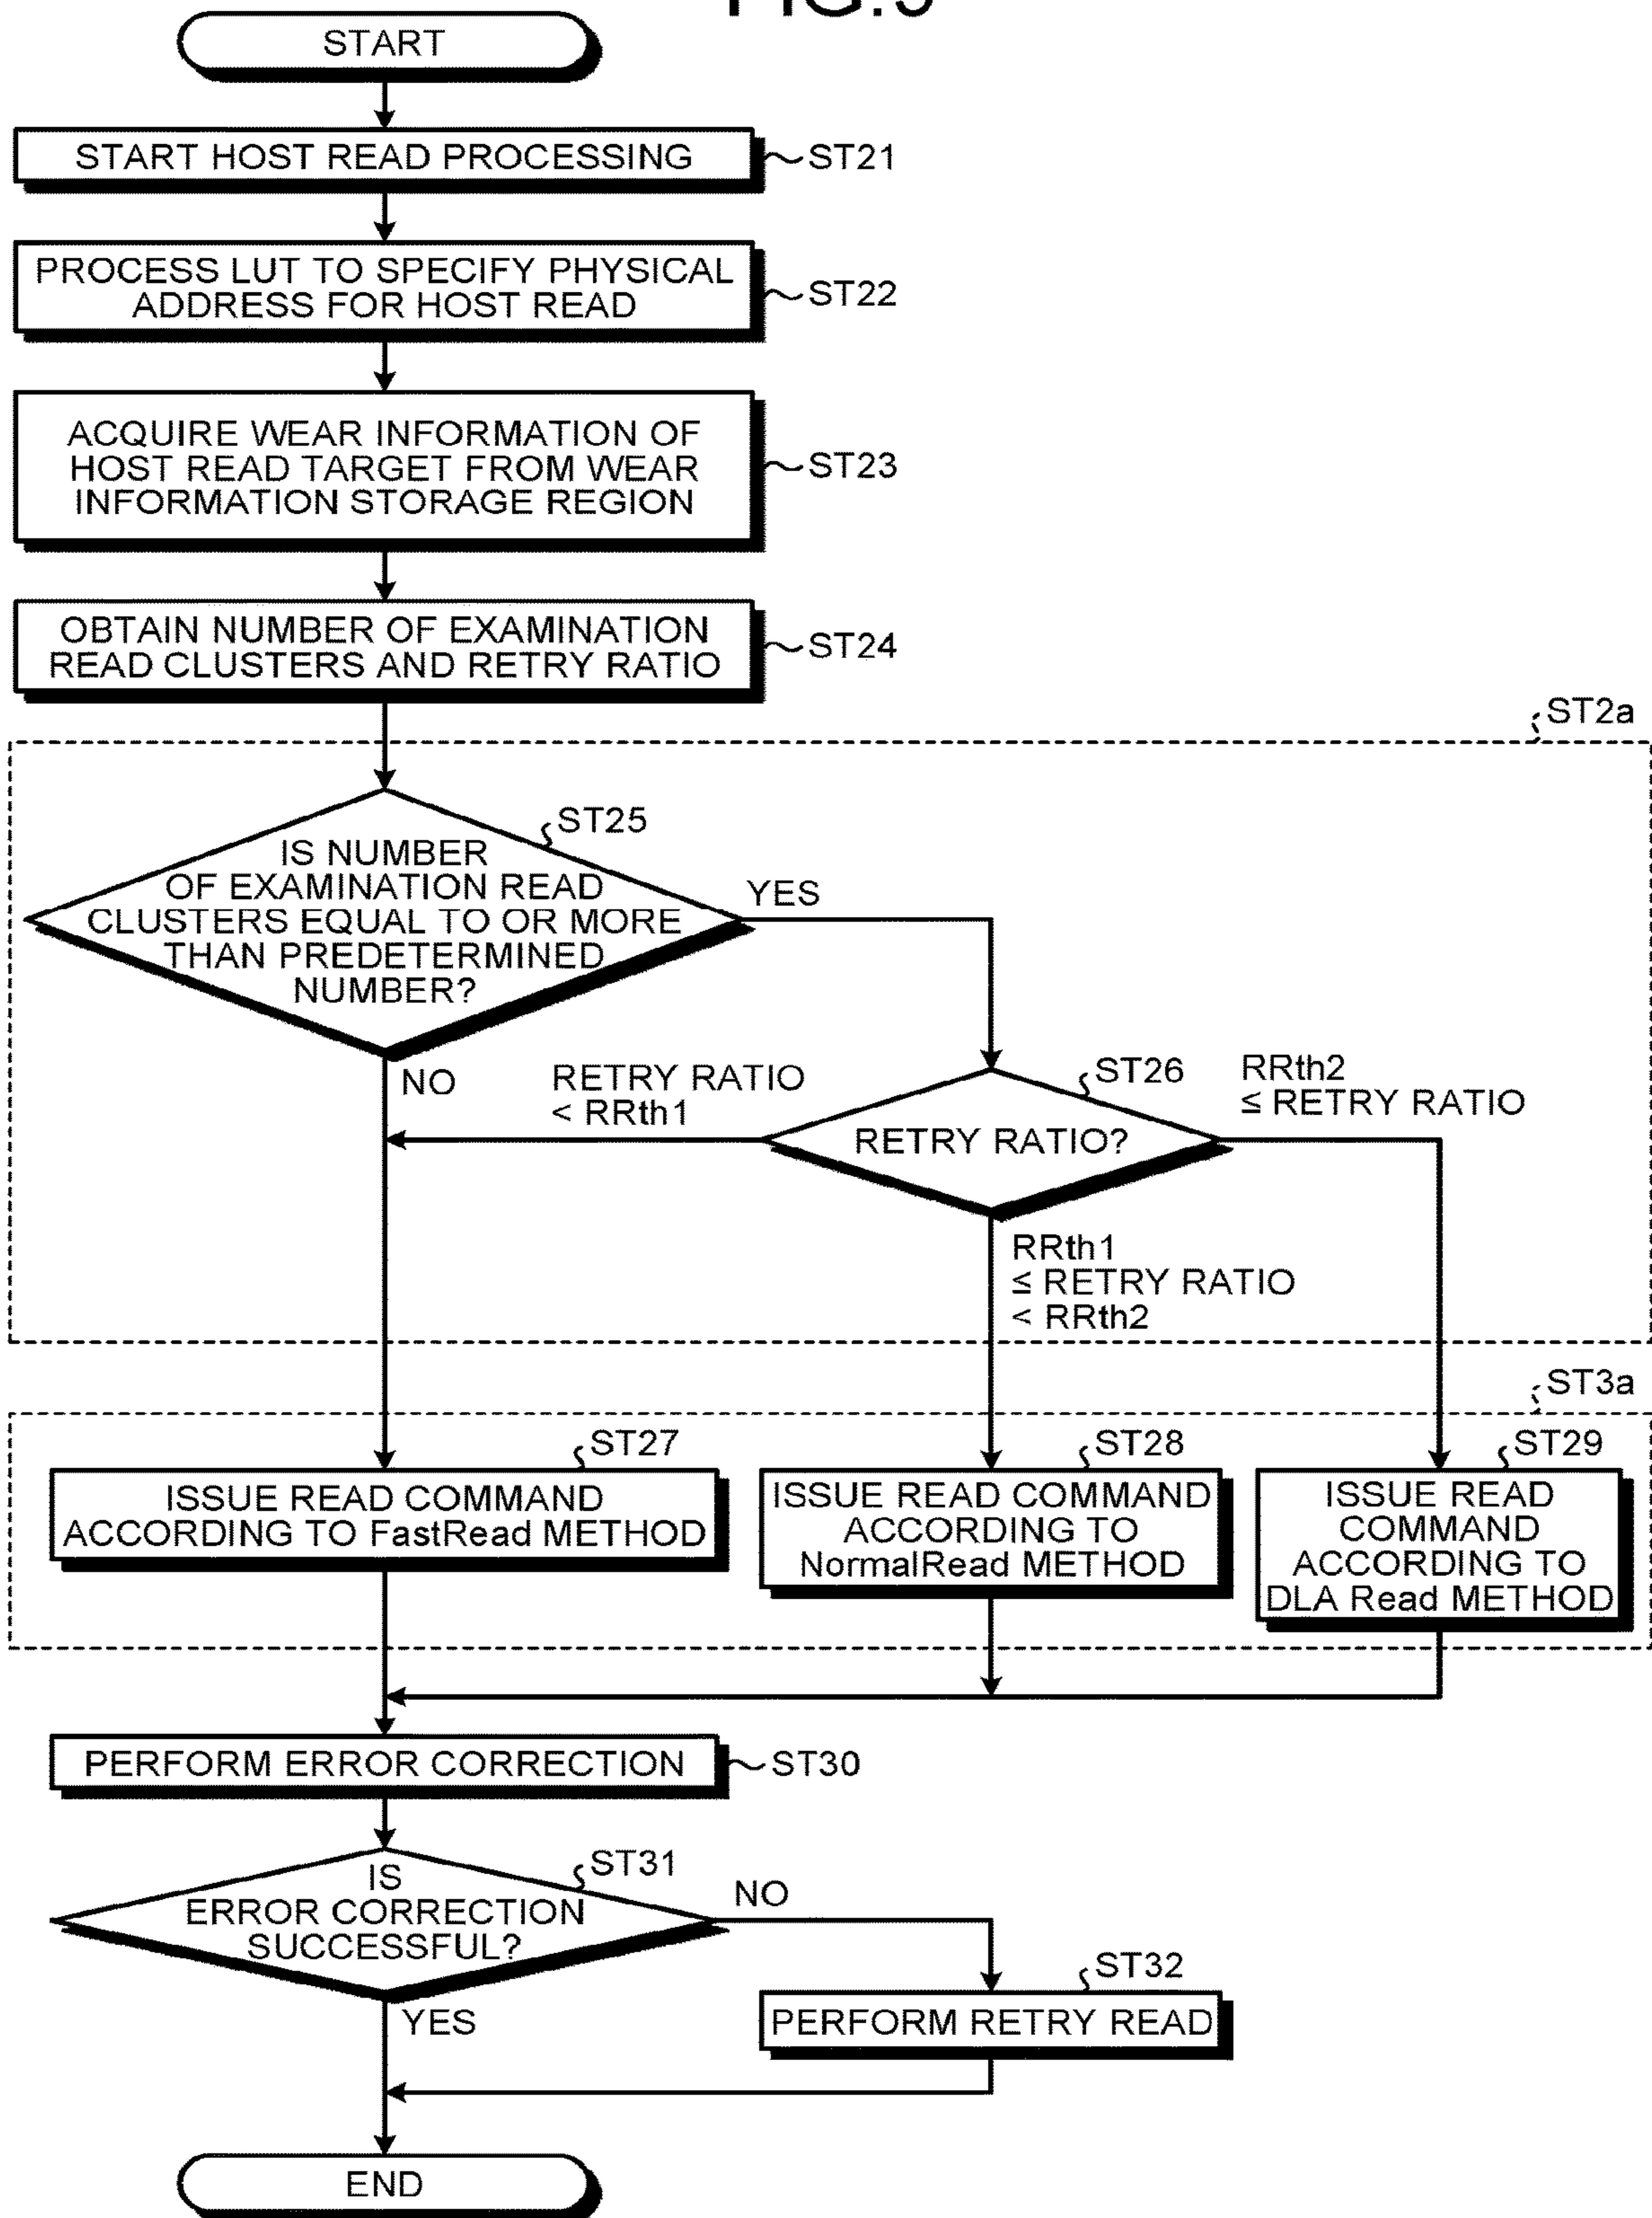 START
START HOST READ PROCESSING
ST21
PROCESS LUT TO SPECIFY PHYSICAL
ADDRESS FOR HOST READ
ST22
ACQUIRE WEAR INFORMATION OF
HOST READ TARGET FROM WEAR
INFORMATION STORAGE REGION
ST23
OBTAIN NUMBER OF EXAMINATION
READ CLUSTERS AND RETRY RATIO
ST24
ST2a
ST25
IS NUMBER
OF EXAMINATION READ
CLUSTERS EQUAL TO OR MORE
THAN PREDETERMINED
NUMBER?
YES
NO
RETRY RATIO
< RRth1
ST26
RETRY RATIO?
RRth2
≤ RETRY RATIO
RRth1
≤ RETRY RATIO
< RRth2
ST3a
ST27
ISSUE READ COMMAND
ACCORDING TO FastRead METHOD
ST28
ISSUE READ COMMAND
ACCORDING TO
NormalRead METHOD
ST29
ISSUE READ
COMMAND
ACCORDING TO
DLA Read METHOD
PERFORM ERROR CORRECTION
ST30
ST31
IS
ERROR CORRECTION
SUCCESSFUL?
NO
YES
ST32
PERFORM RETRY READ
END